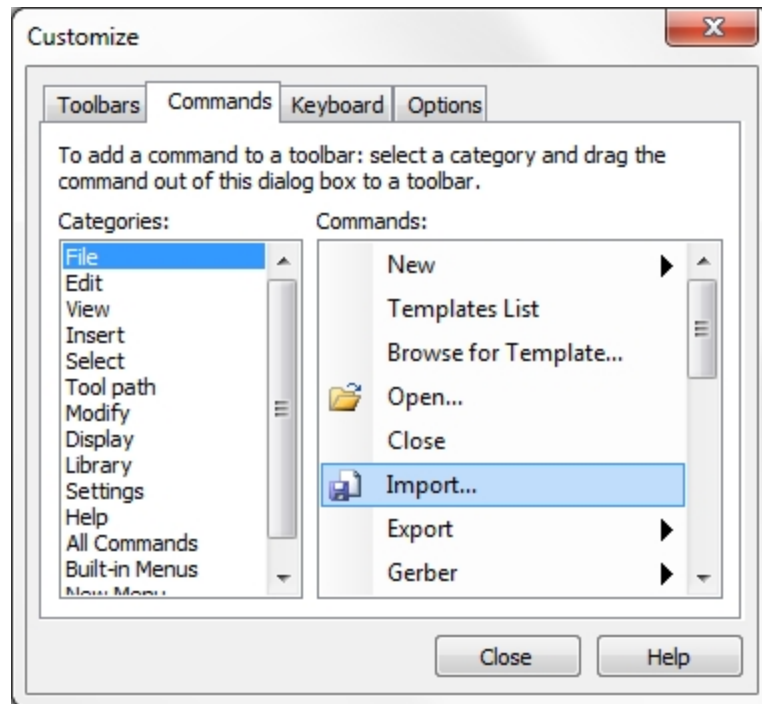 Customize
Toolbars Commands Keyboard Options
To add a command to a toolbar: select a category and drag the
command out of this dialog box to a toolbar.
Categories:
Commands:
File
Edit
View
Insert
Select
Tool path
Modify
Display
Library
Settings
Help
All Commands
Built-in Menus
New Menu
New
Templates List
Browse for Template...
Open...
Close
Import...
Export
Gerber
Close
Help